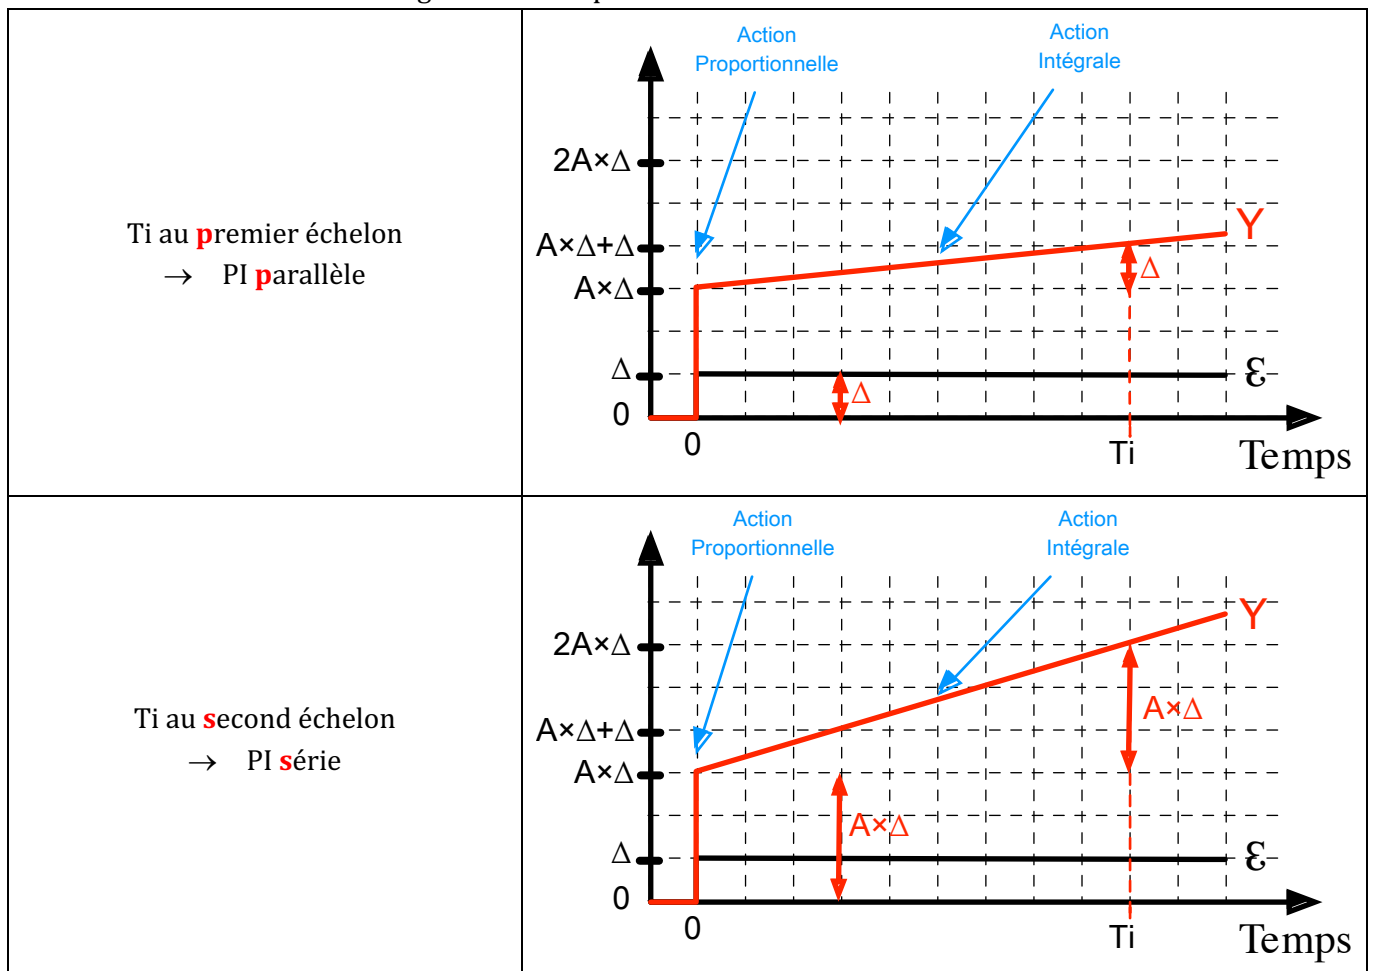 Ti au premier échelon
→ PI parallèle
Action
Proportionnelle
Action
Intégrale
2A×Δ
A×Δ+Δ
A×Δ
Δ
0
Y
Δ
Δ
ε
0
Ti
Temps
Ti au second échelon
→ PI série
Action
Proportionnelle
Action
Intégrale
2A×Δ
A×Δ+Δ
A×Δ
Δ
0
Y
A×Δ
A×Δ
ε
0
Ti
Temps